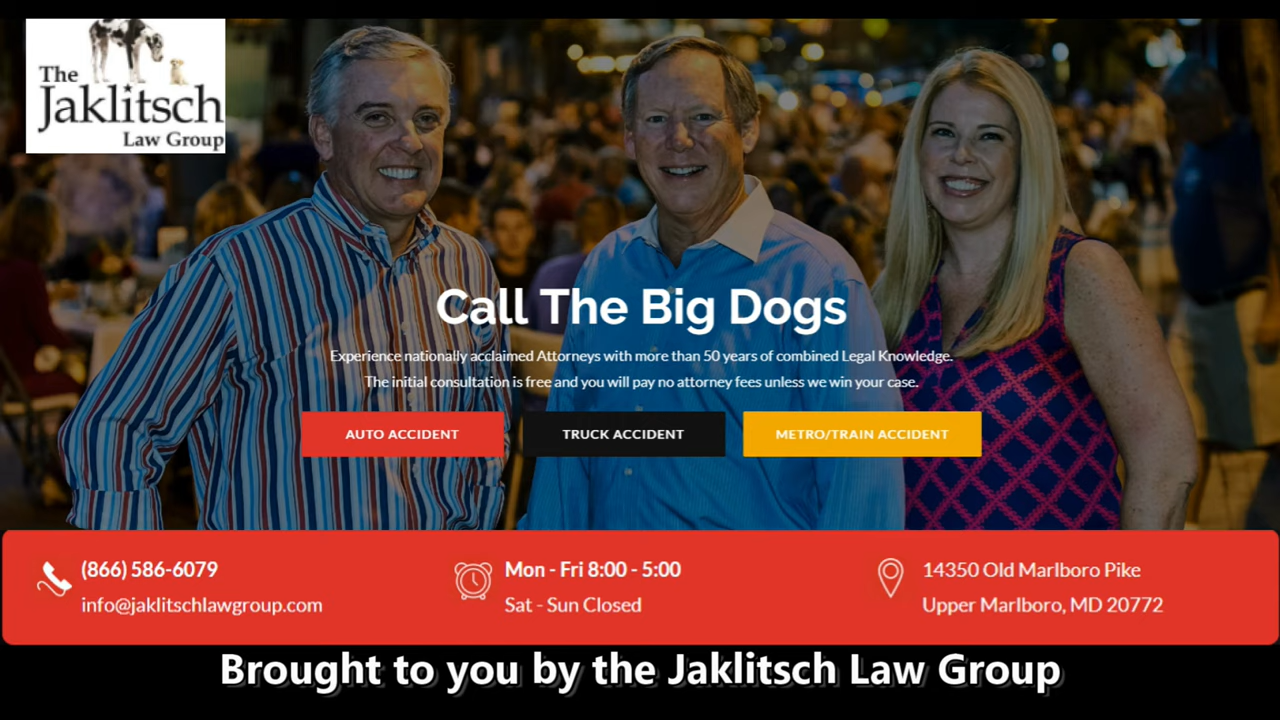 The
Jaklitsch
Law Group
Call The Big Dogs
Experience nationally acclaimed Attorneys with more than 50 years of combined Legal Knowledge.
The initial consultation is free and you will pay no attorney fees unless we win your case.
AUTO ACCIDENT
TRUCK ACCIDENT
METRO/TRAIN ACCIDENT
(866) 586-6079
info@jaklitschlawgroup.com
Mon - Fri 8:00 - 5:00
Sat - Sun Closed
14350 Old Marlboro Pike
Upper Marlboro, MD 20772
Brought to you by the Jaklitsch Law Group